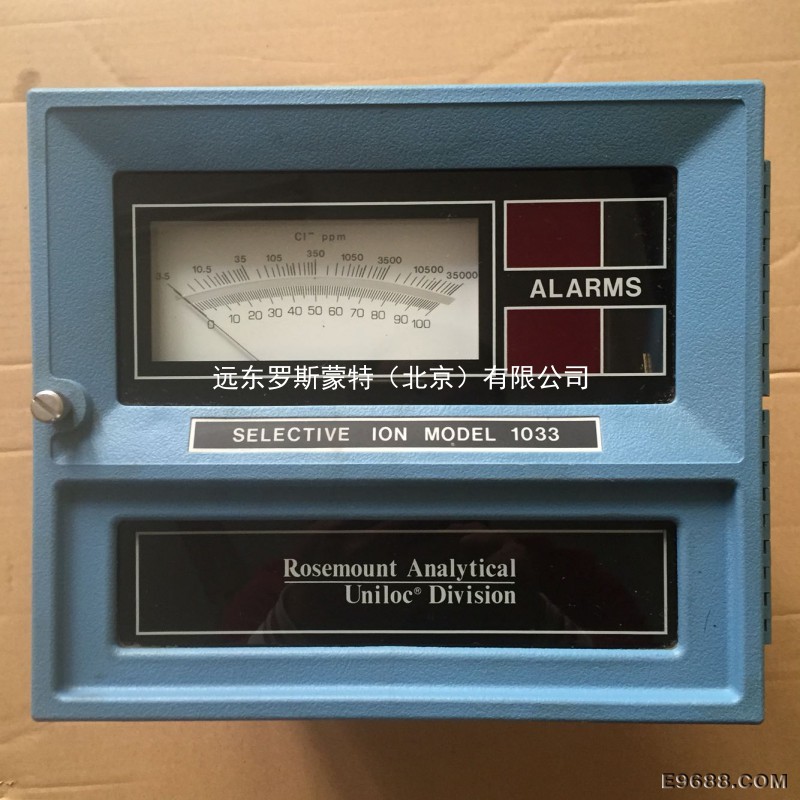 Cl⁻ ppm
3.5 10.5 35 105 350 1050 3500 10500 35000
0 10 20 30 40 50 60 70 80 90 100
ALARMS
远东罗斯蒙特（北京）有限公司
SELECTIVE ION MODEL 1033
Rosemount Analytical
Uniloc® Division
E9688.COM